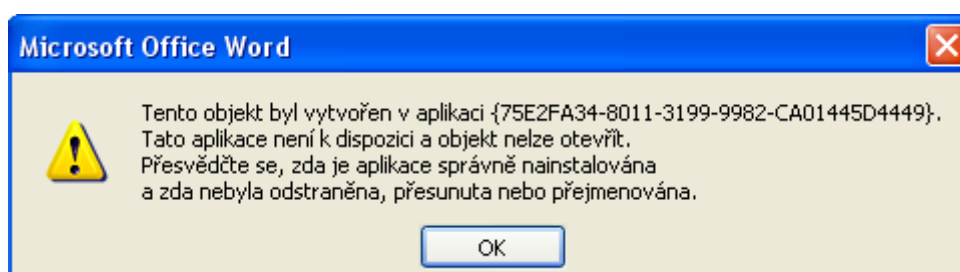 Microsoft Office Word
Tento objekt byl vytvořen v aplikaci {75E2FA34-8011-3199-9982-CA01445D4449}.
Tato aplikace není k dispozici a objekt nelze otevřít.
Přesvědčte se, zda je aplikace správně nainstalována
a zda nebyla odstraněna, přesunuta nebo přejmenována.
OK